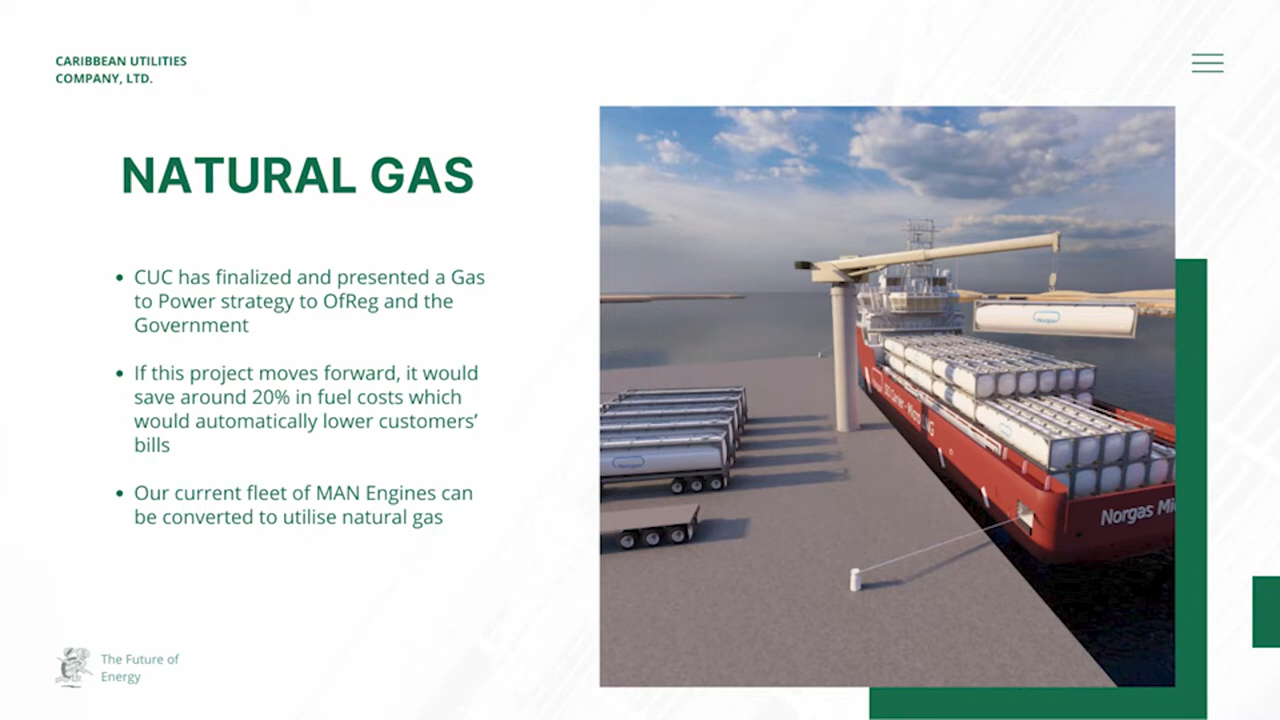 CARIBBEAN UTILITIES
COMPANY, LTD.
NATURAL GAS
• CUC has finalized and presented a Gas
to Power strategy to OfReg and the
Government
• If this project moves forward, it would
save around 20% in fuel costs which
would automatically lower customers’
bills
• Our current fleet of MAN Engines can
be converted to utilise natural gas
Norgas
The Future of
Energy